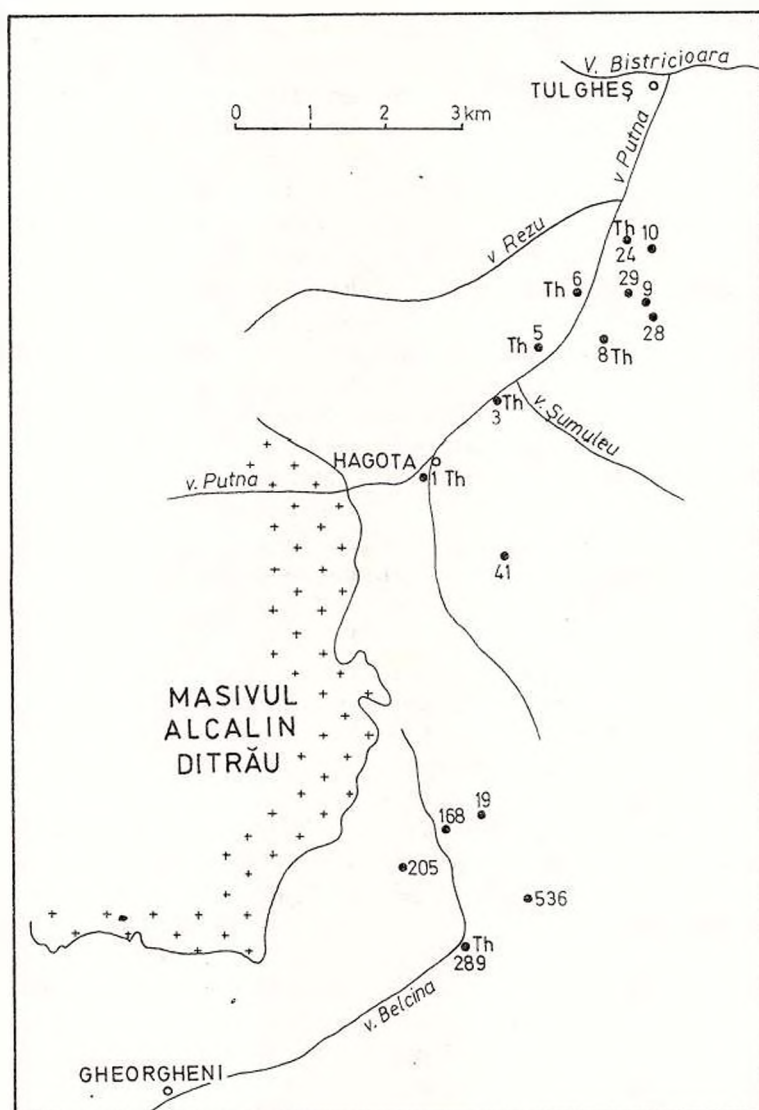 V. Bistricioara
TULGHEȘ
0 1 2 3 km
v. Putna
v. Rezu
Th 10
24
29 9
Th 6
28
5
Th
8 Th
Th
3
v. Șumuleu
HAGOTA
1 Th
v. Putna
41
MASIVUL
ALCALIN
DITRĂU
19
168
205
536
Th
289
v. Belcina
GHEORGHENI